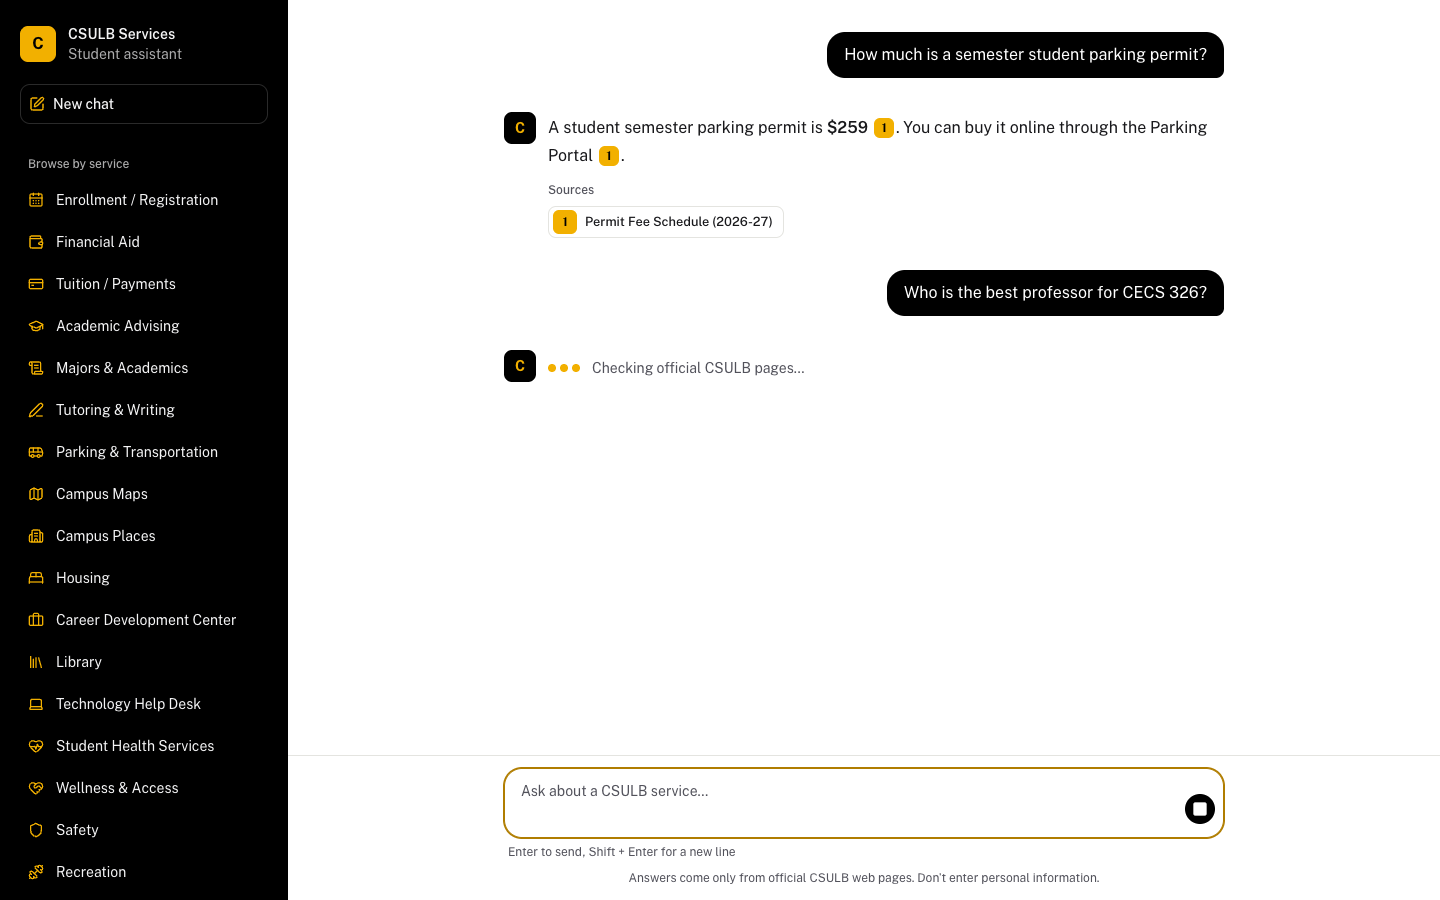 C
CSULB Services
Student assistant
New chat
Browse by service
Enrollment / Registration
Financial Aid
Tuition / Payments
Academic Advising
Majors & Academics
Tutoring & Writing
Parking & Transportation
Campus Maps
Campus Places
Housing
Career Development Center
Library
Technology Help Desk
Student Health Services
Wellness & Access
Safety
Recreation
How much is a semester student parking permit?
C
A student semester parking permit is $259 1. You can buy it online through the Parking
Portal 1.
Sources
1 Permit Fee Schedule (2026-27)
Who is the best professor for CECS 326?
C
Checking official CSULB pages...
Ask about a CSULB service...
Enter to send, Shift + Enter for a new line
Answers come only from official CSULB web pages. Don't enter personal information.